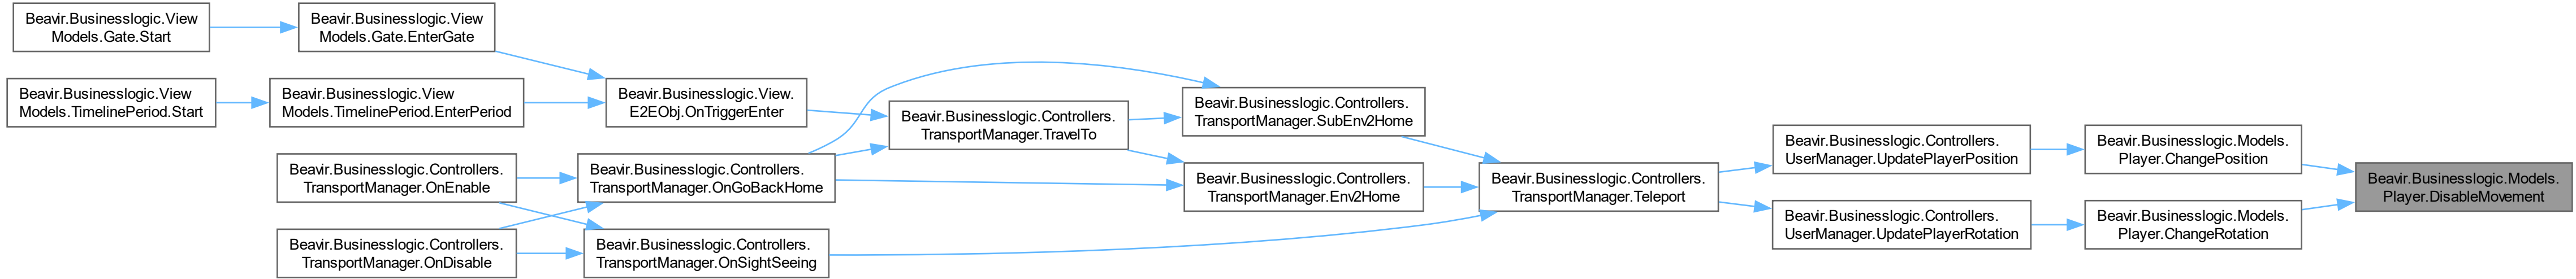 Beavir.Businesslogic.View
Models.Gate.Start
Beavir.Businesslogic.View
Models.Gate.EnterGate
Beavir.Businesslogic.View
Models.TimelinePeriod.Start
Beavir.Businesslogic.View
Models.TimelinePeriod.EnterPeriod
Beavir.Businesslogic.View.
E2EObj.OnTriggerEnter
Beavir.Businesslogic.Controllers.
TransportManager.OnEnable
Beavir.Businesslogic.Controllers.
TransportManager.OnDisable
Beavir.Businesslogic.Controllers.
TransportManager.OnGoBackHome
Beavir.Businesslogic.Controllers.
TransportManager.OnSightSeeing
Beavir.Businesslogic.Controllers.
TransportManager.TravelTo
Beavir.Businesslogic.Controllers.
TransportManager.SubEnv2Home
Beavir.Businesslogic.Controllers.
TransportManager.Env2Home
Beavir.Businesslogic.Controllers.
TransportManager.Teleport
Beavir.Businesslogic.Controllers.
UserManager.UpdatePlayerPosition
Beavir.Businesslogic.Controllers.
UserManager.UpdatePlayerRotation
Beavir.Businesslogic.Models.
Player.ChangePosition
Beavir.Businesslogic.Models.
Player.ChangeRotation
Beavir.Businesslogic.Models.
Player.DisableMovement